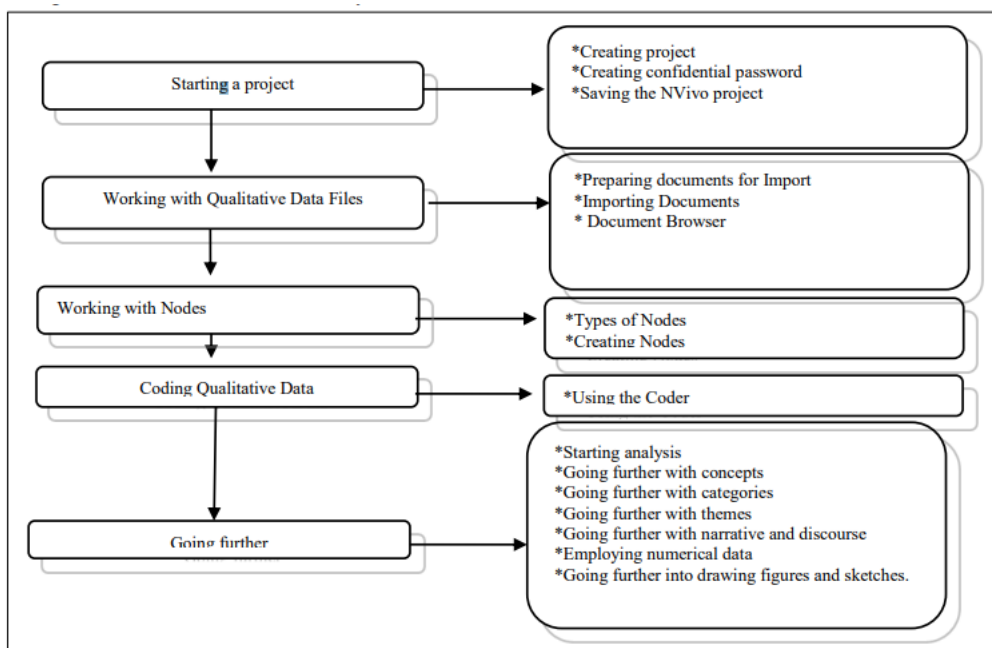 Starting a project
*Creating project
*Creating confidential password
*Saving the NVivo project
Working with Qualitative Data Files
*Preparing documents for Import
*Importing Documents
* Document Browser
Working with Nodes
*Types of Nodes
*Creating Nodes
Coding Qualitative Data
*Using the Coder
Going further
*Starting analysis
*Going further with concepts
*Going further with categories
*Going further with themes
*Going further with narrative and discourse
*Employing numerical data
*Going further into drawing figures and sketches.